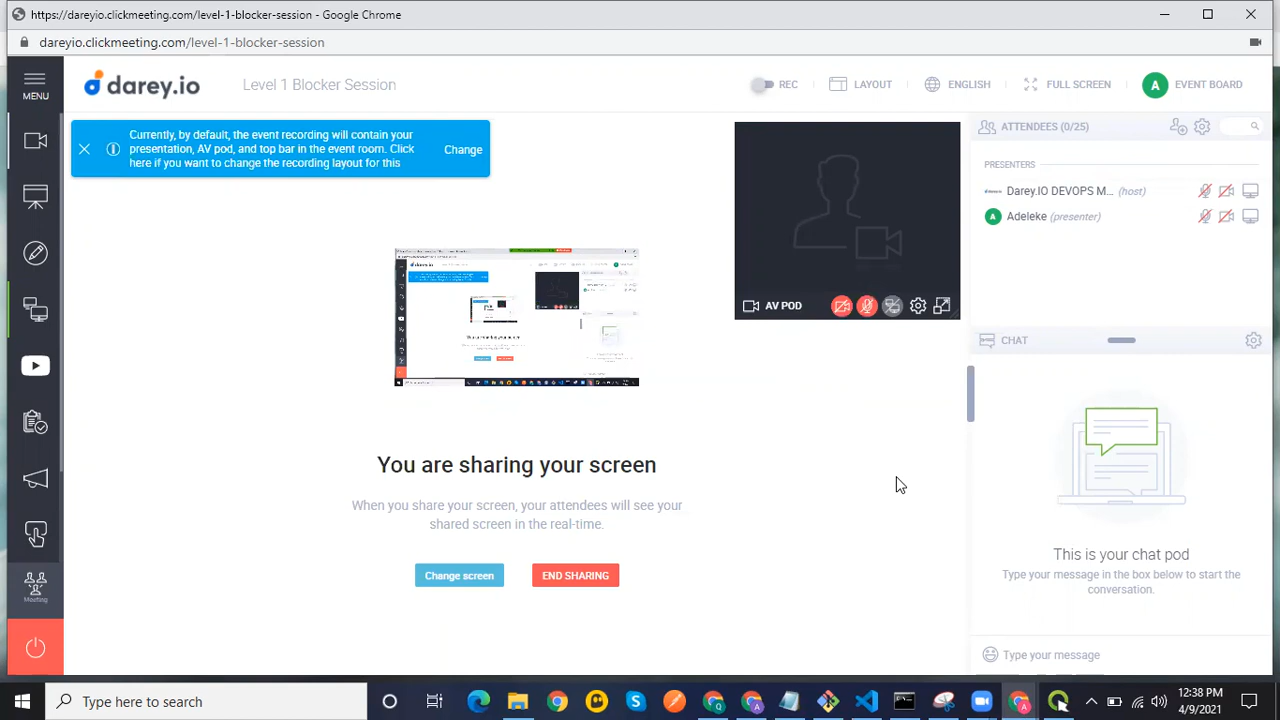 https://dareyio.clickmeeting.com/level-1-blocker-session - Google Chrome
dareyio.clickmeeting.com/level-1-blocker-session
MENU
darey.io
Level 1 Blocker Session
REC
LAYOUT
ENGLISH
FULL SCREEN
A
EVENT BOARD
Currently, by default, the event recording will contain your
presentation, AV pod, and top bar in the event room. Click
here if you want to change the recording layout for this
Change
AV POD
ATTENDEES (0/25)
PRESENTERS
Darey.IO DEVOPS M... (host)
A Adeleke (presenter)
CHAT
You are sharing your screen
When you share your screen, your attendees will see your
shared screen in the real-time.
Change screen
END SHARING
This is your chat pod
Type your message in the box below to start the
conversation.
Type your message
Meeting
Type here to search
12:38 PM
4/9/2021